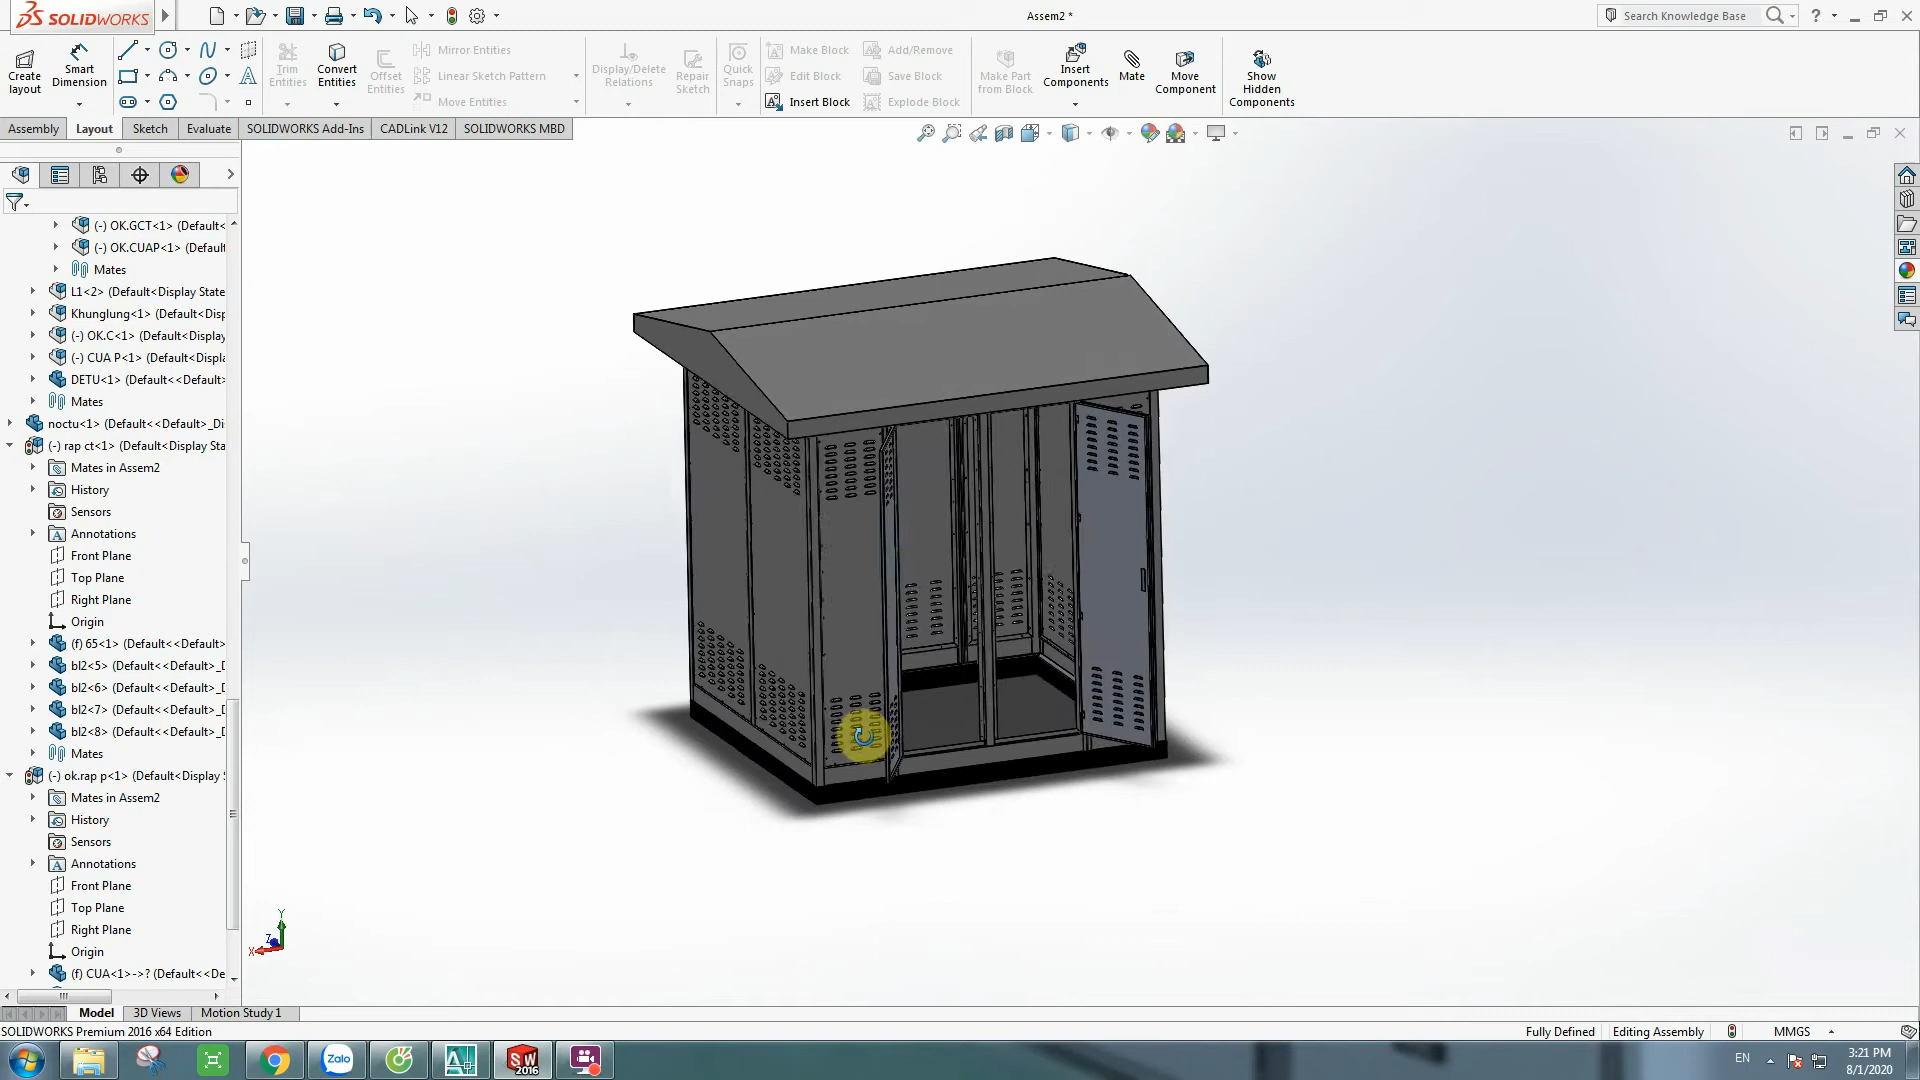 SOLIDWORKS
Assem2 *
Search Knowledge Base
?
Create layout
Smart Dimension
Trim Entities
Convert Entities
Offset Entities
Mirror Entities
Linear Sketch Pattern
Move Entities
Display/Delete Relations
Repair Sketch
Quick Snaps
Make Block
Edit Block
Insert Block
Add/Remove
Save Block
Explode Block
Make Part from Block
Insert Components
Mate
Move Component
Show Hidden Components
Assembly Layout Sketch Evaluate SOLIDWORKS Add-Ins CADLink V12 SOLIDWORKS MBD
(-) OK.GCT<1> (Default<
(-) OK.CUAP<1> (Default
Mates
L1<2> (Default<Display State
Khunglung<1> (Default<Disp
(-) OK.C<1> (Default<Display
(-) CUA P<1> (Default<Displa
DETU<1> (Default<<Default>
Mates
noctu<1> (Default<<Default>_Di
(-) rap ct<1> (Default<Display Sta
Mates in Assem2
History
Sensors
Annotations
Front Plane
Top Plane
Right Plane
Origin
(f) 65<1> (Default<<Default>
bl2<5> (Default<<Default>_D
bl2<6> (Default<<Default>_D
bl2<7> (Default<<Default>_D
bl2<8> (Default<<Default>_D
Mates
(-) ok.rap p<1> (Default<Display
Mates in Assem2
History
Sensors
Annotations
Front Plane
Top Plane
Right Plane
Origin
(f) CUA<1>->? (Default<<De
Y
Z
X
Model 3D Views Motion Study 1
SOLIDWORKS Premium 2016 x64 Edition
Fully Defined Editing Assembly MMGS
Zalo
SW 2016
EN
3:21 PM
8/1/2020